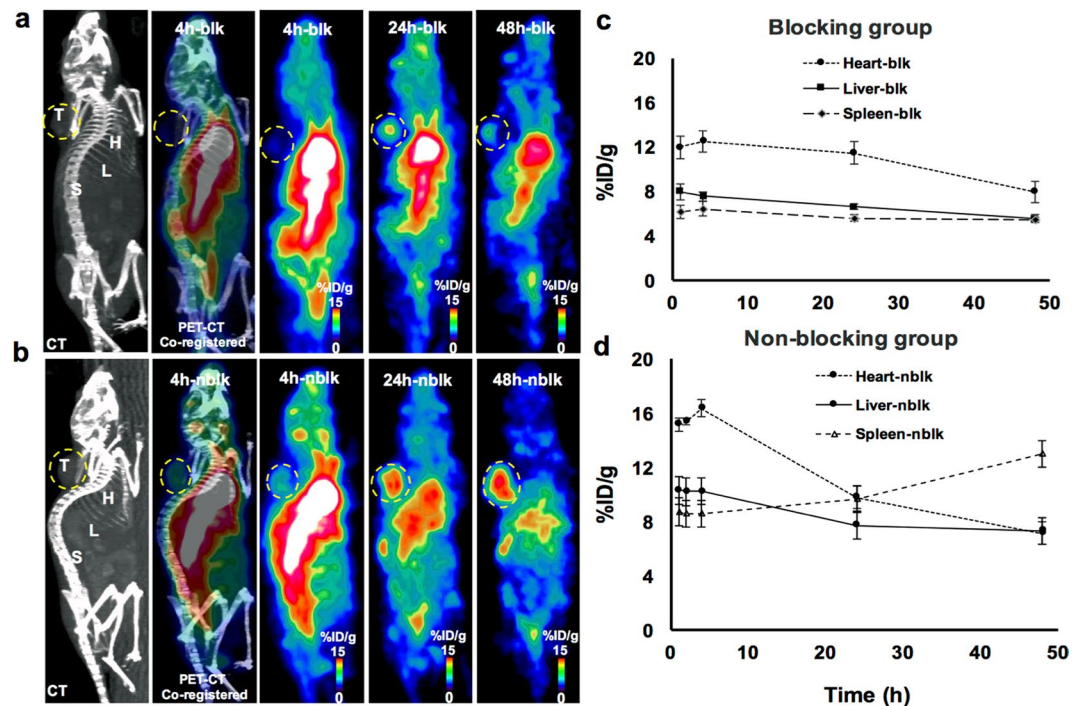 a
4h-blk
4h-blk
24h-blk
48h-blk
T
H
L
S
CT
PET-CT
Co-registered
%ID/g
15
0
%ID/g
15
0
%ID/g
15
0
b
4h-nblk
4h-nblk
24h-nblk
48h-nblk
T
H
L
S
CT
PET-CT
Co-registered
%ID/g
15
0
%ID/g
15
0
%ID/g
15
0
c
Blocking group
Heart-blk
Liver-blk
Spleen-blk
%ID/g
20
16
12
8
4
0
0 10 20 30 40 50
d
Non-blocking group
Heart-nblk
Liver-nblk
Spleen-nblk
%ID/g
20
16
12
8
4
0
0 10 20 30 40 50
Time (h)